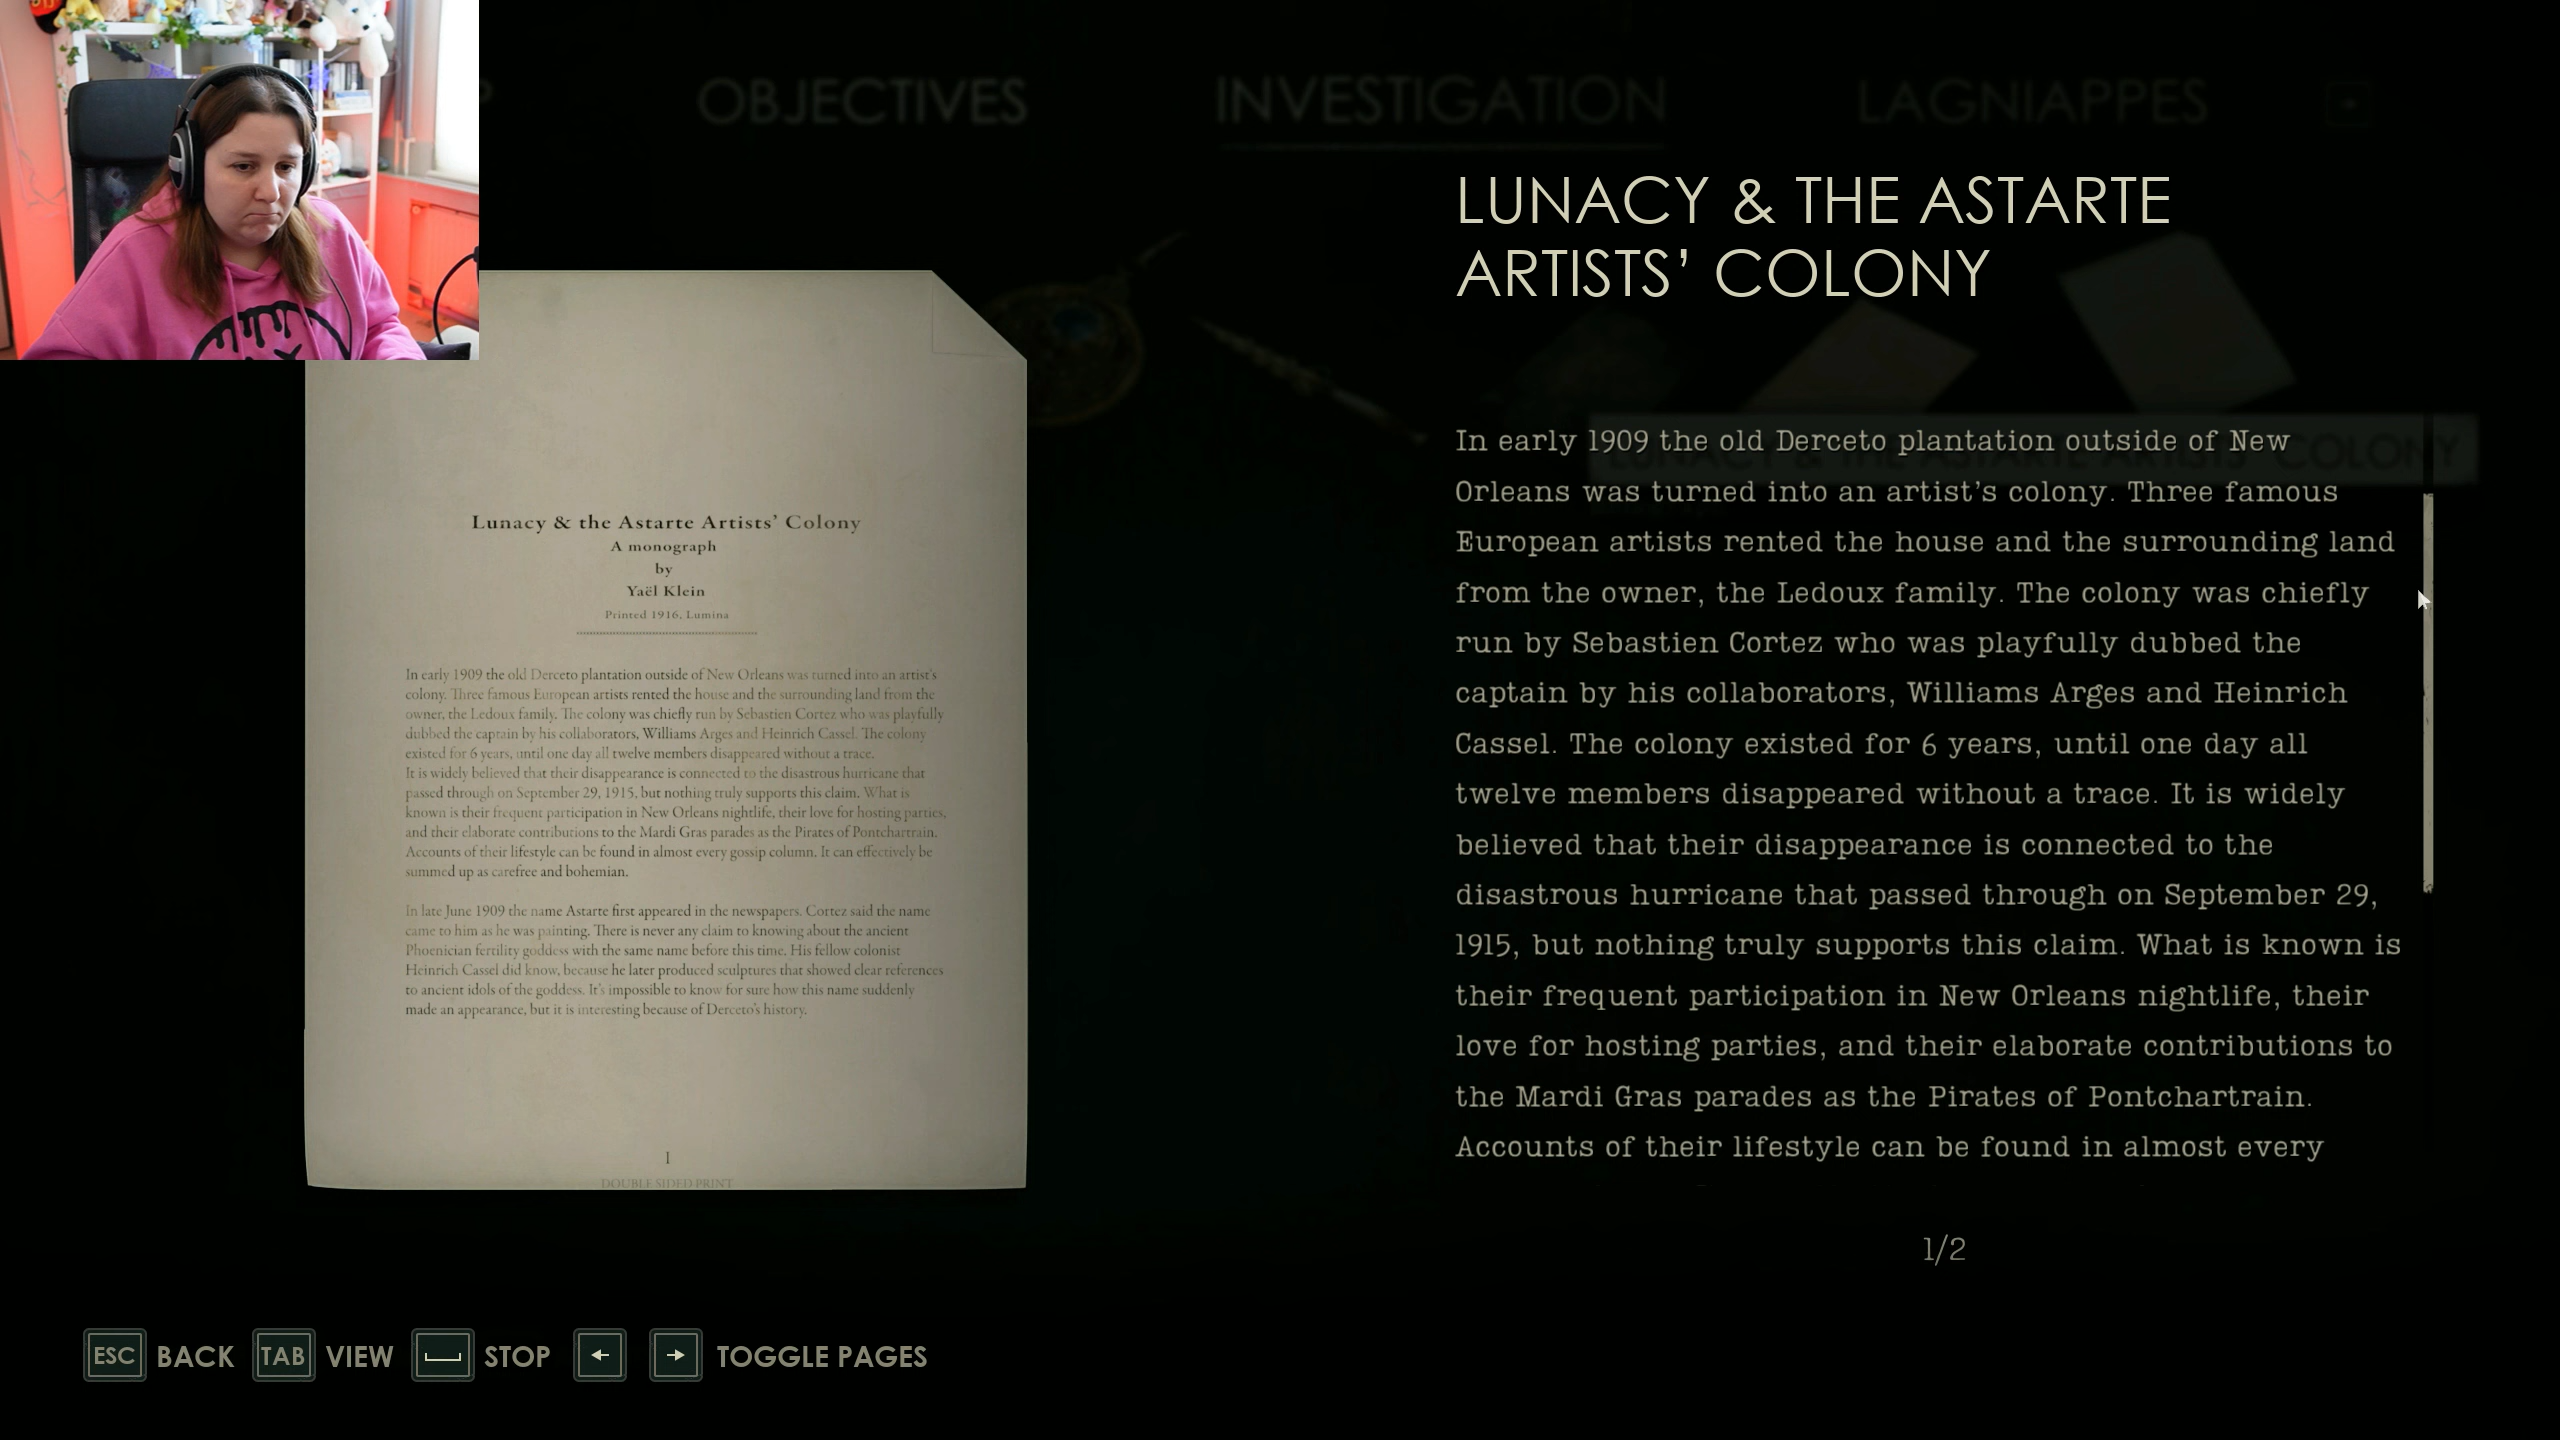 OBJECTIVES
INVESTIGATION
LAGNIAPPES
LUNACY & THE ASTARTE
ARTISTS’ COLONY
Lunacy & the Astarte Artists’ Colony
A monograph
by
Yaël Klein
Printed 1916, Lumina
In early 1909 the old Derceto plantation outside of New Orleans was turned into an artist’s
colony. Three famous European artists rented the house and the surrounding land from the
owner, the Ledoux family. The colony was chiefly run by Sebastien Cortez who was playfully
dubbed the captain by his collaborators, Williams Arges and Heinrich Cassel. The colony
existed for 6 years, until one day all twelve members disappeared without a trace.
It is widely believed that their disappearance is connected to the disastrous hurricane that
passed through on September 29, 1915, but nothing truly supports this claim. What is
known is their frequent participation in New Orleans nightlife, their love for hosting parties,
and their elaborate contributions to the Mardi Gras parades as the Pirates of Pontchartrain.
Accounts of their lifestyle can be found in almost every gossip column. It can effectively be
summed up as carefree and bohemian.
In late June 1909 the name Astarte first appeared in the newspapers. Cortez said the name
came to him as he was painting. There is never any claim to knowing about the ancient
Phoenician fertility goddess with the same name before this time. His fellow colonist
Heinrich Cassel did know, because he later produced sculptures that showed clear references
to ancient idols of the goddess. It’s impossible to know for sure how this name suddenly
made an appearance, but it is interesting because of Derceto’s history.
I
DOUBLE SIDED PRINT
In early 1909 the old Derceto plantation outside of New
Orleans was turned into an artist’s colony. Three famous
European artists rented the house and the surrounding land
from the owner, the Ledoux family. The colony was chiefly
run by Sebastien Cortez who was playfully dubbed the
captain by his collaborators, Williams Arges and Heinrich
Cassel. The colony existed for 6 years, until one day all
twelve members disappeared without a trace. It is widely
believed that their disappearance is connected to the
disastrous hurricane that passed through on September 29,
1915, but nothing truly supports this claim. What is known is
their frequent participation in New Orleans nightlife, their
love for hosting parties, and their elaborate contributions to
the Mardi Gras parades as the Pirates of Pontchartrain.
Accounts of their lifestyle can be found in almost every
1/2
ESC BACK TAB VIEW STOP TOGGLE PAGES